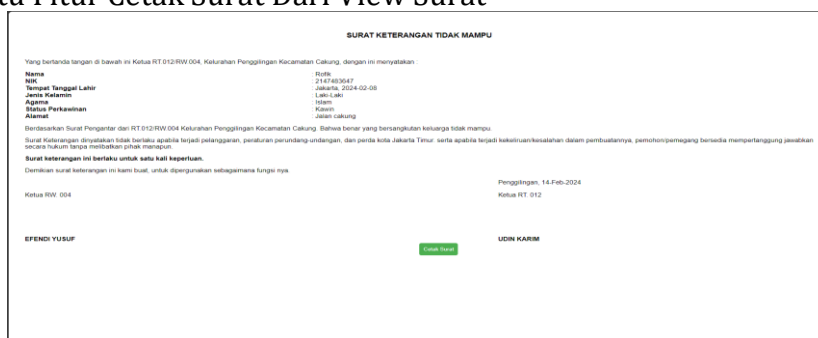 Fitur Cetak Surat Dari View Surat
SURAT KETERANGAN TIDAK MAMPU
Yang bertanda tangan di bawah ini Ketua RT.012/RW.004, Kelurahan Penggilingan Kecamatan Cakung, dengan ini menyatakan :
Nama : Rofik
NIK : 2147483647
Tempat Tanggal Lahir : Jakarta, 2024-02-08
Jenis Kelamin : Laki-Laki
Agama : Islam
Status Perkawinan : Kawin
Alamat : Jalan cakung
Berdasarkan Surat Pengantar dari RT.012/RW.004 Kelurahan Penggilingan Kecamatan Cakung. Bahwa benar yang bersangkutan keluarga tidak mampu.
Surat Keterangan dinyatakan tidak berlaku apabila terjadi pelanggaran, peraturan perundang-undangan, dan perda kota Jakarta Timur. serta apabila terjadi kekeliruan/kesalahan dalam pembuatannya, pemohon/pemegang bersedia mempertanggung jawabkan
secara hukum tanpa melibatkan pihak manapun.
Surat keterangan ini berlaku untuk satu kali keperluan.
Demikian surat keterangan ini kami buat, untuk dipergunakan sebagaimana fungsi nya.
Penggilingan, 14-Feb-2024
Ketua RW. 004 Ketua RT. 012
EFENDI YUSUF UDIN KARIM
Cetak Surat